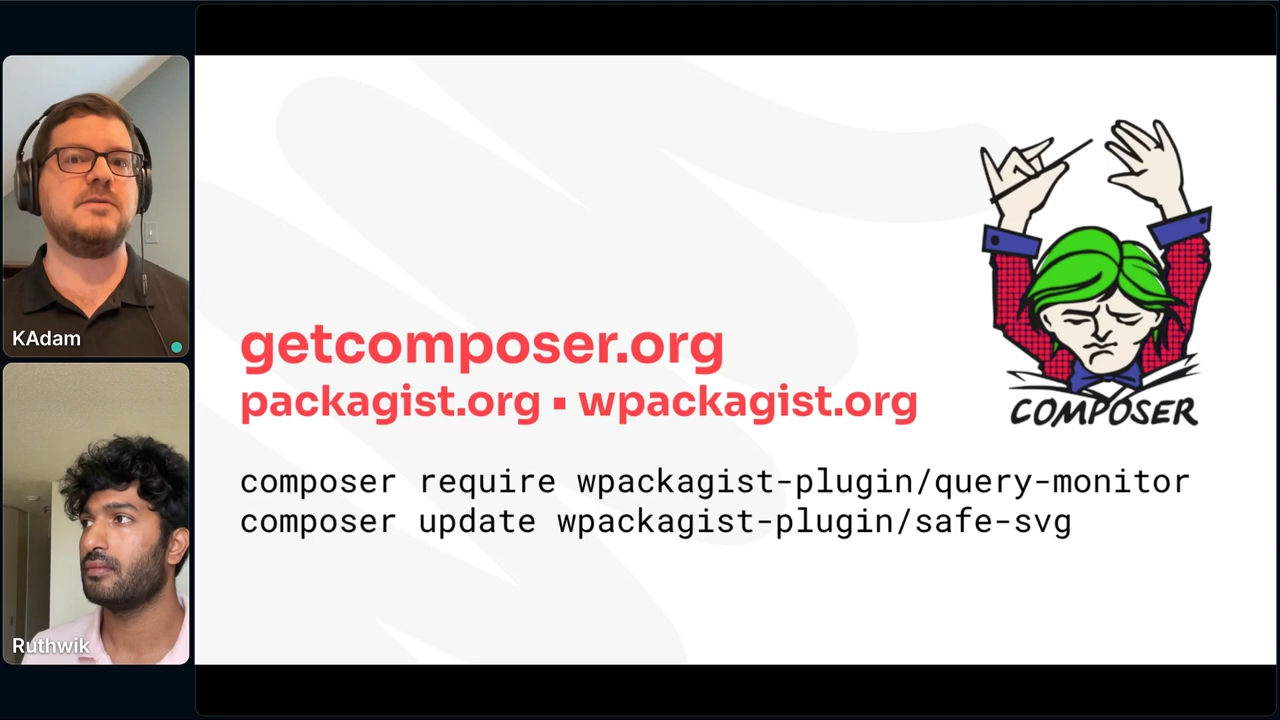 KAdam
Ruthwik
getcomposer.org
packagist.org ▪ wpackagist.org
COMPOSER
composer require wpackagist-plugin/query-monitor
composer update wpackagist-plugin/safe-svg